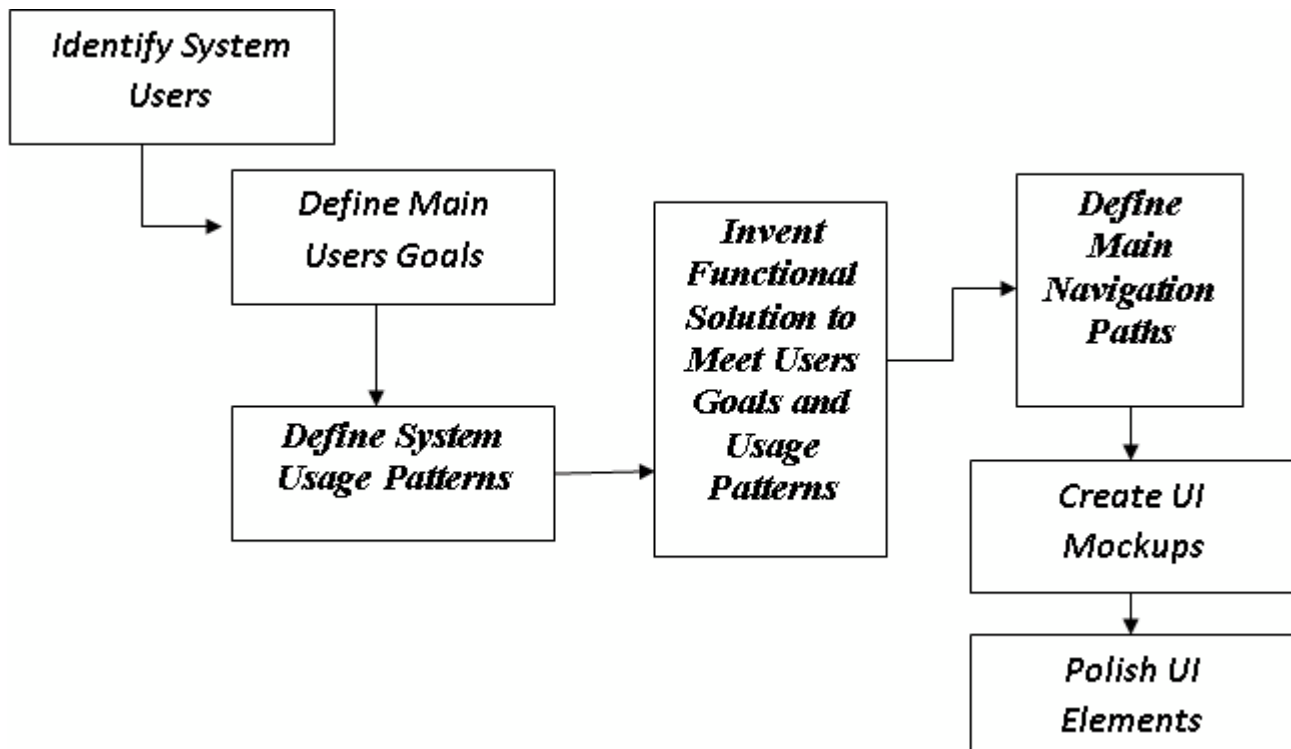 Identify System
Users
Define Main
Users Goals
Define System
Usage Patterns
Invent
Functional
Solution to
Meet Users
Goals and
Usage
Patterns
Define
Main
Navigation
Paths
Create UI
Mockups
Polish UI
Elements